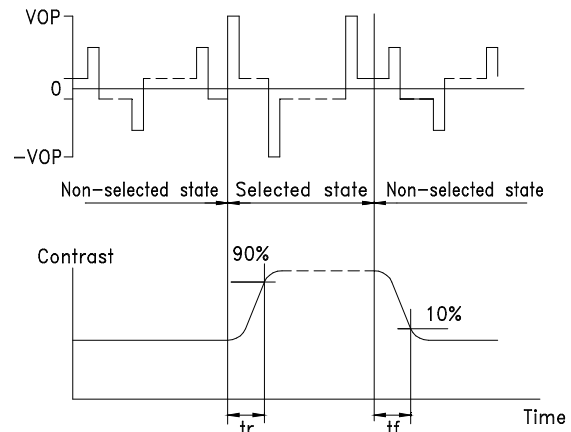 VOP
0
-VOP
Non-selected state
Selected state
Non-selected state
Contrast
90%
10%
Time
tr
tf